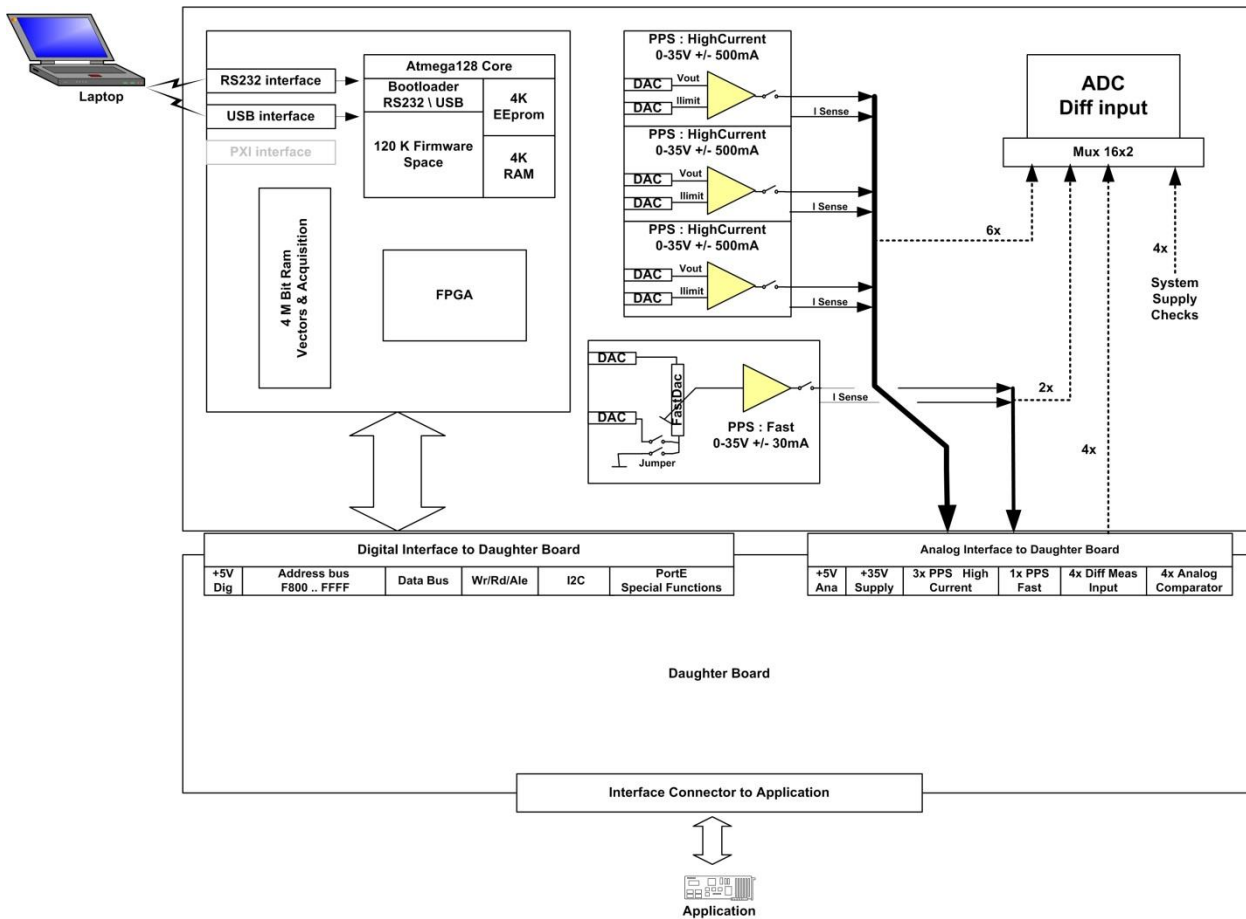 Laptop
RS232 interface
USB interface
PXI interface
Atmega128 Core
Bootloader
RS232 \ USB
4K
EEprom
120 K Firmware
Space
4K
RAM
4 M Bit Ram
Vectors & Acquisition
FPGA
PPS : HighCurrent
0-35V +/- 500mA
DAC
Vout
DAC
Ilimit
I Sense
PPS : HighCurrent
0-35V +/- 500mA
DAC
Vout
DAC
Ilimit
I Sense
PPS : HighCurrent
0-35V +/- 500mA
DAC
Vout
DAC
Ilimit
I Sense
DAC
FastDac
DAC
Jumper
PPS : Fast
0-35V +/- 30mA
I Sense
ADC
Diff input
Mux 16x2
6x
4x
System
Supply
Checks
2x
4x
Digital Interface to Daughter Board
+5V
Dig
Address bus
F800 .. FFFF
Data Bus
Wr/Rd/Ale
I2C
PortE
Special Functions
Analog Interface to Daughter Board
+5V
Ana
+35V
Supply
3x PPS High
Current
1x PPS
Fast
4x Diff Meas
Input
4x Analog
Comparator
Daughter Board
Interface Connector to Application
Application